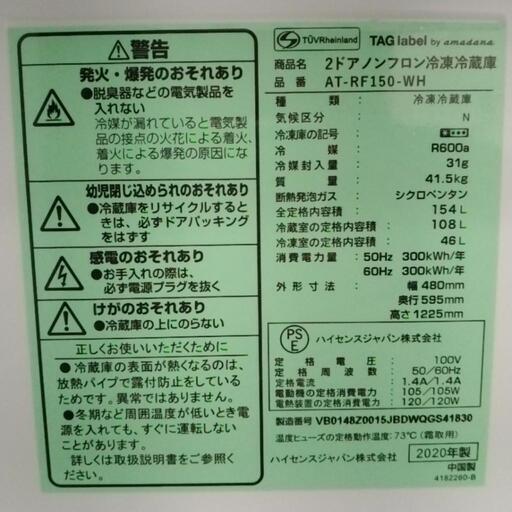 警告
発火・爆発のおそれあり
●脱臭器などの電気製品を
入れない
冷媒が漏れていると電気製
品の接点の火花による着火、
着火による爆発の原因にな
ります。
幼児閉じ込められのおそれあり
●冷蔵庫をリサイクルすると
きは、必ずドアパッキング
をはずす
感電のおそれあり
●お手入れの際は、
必ず電源プラグを抜く
けがのおそれあり
●冷蔵庫の上にのらない
正しくお使いいただくために
●冷蔵庫の表面が熱くなるのは、
放熱パイプで露付防止をしている
ためです。異常ではありません。
●冬期など周囲温度が低いとき電
源を入れても、すぐに運転しない
ことがあります。
詳しくは取扱説明書をご参照く
ださい。
TÜVRheinland TAG label by amadana
商品名 2ドアノンフロン冷凍冷蔵庫
品番 AT-RF150-WH
種類 冷凍冷蔵庫
気候区分 N
冷凍庫の記号
冷媒 R600a
冷媒封入量 31g
質量 41.5kg
断熱発泡ガス シクロペンタン
全定格内容積 154L
冷蔵室の定格内容積 108L
冷凍室の定格内容積 46L
消費電力量 50Hz 300kWh/年
60Hz 300kWh/年
外形寸法: 幅 480mm
奥行 595mm
高さ 1225mm
PSE ハイセンスジャパン株式会社
定格電圧: 100V
定格周波数: 50/60Hz
定格電流: 1.4A/1.4A
電動機の定格消費電力: 105/105W
電熱装置の定格消費電力: 120/120W
製造番号 VB0148Z0015JBDWQGS41830
温度ヒューズの定格動作温度:73℃(霜取用)
ハイセンスジャパン株式会社 2020年製
中国製
4182260-B